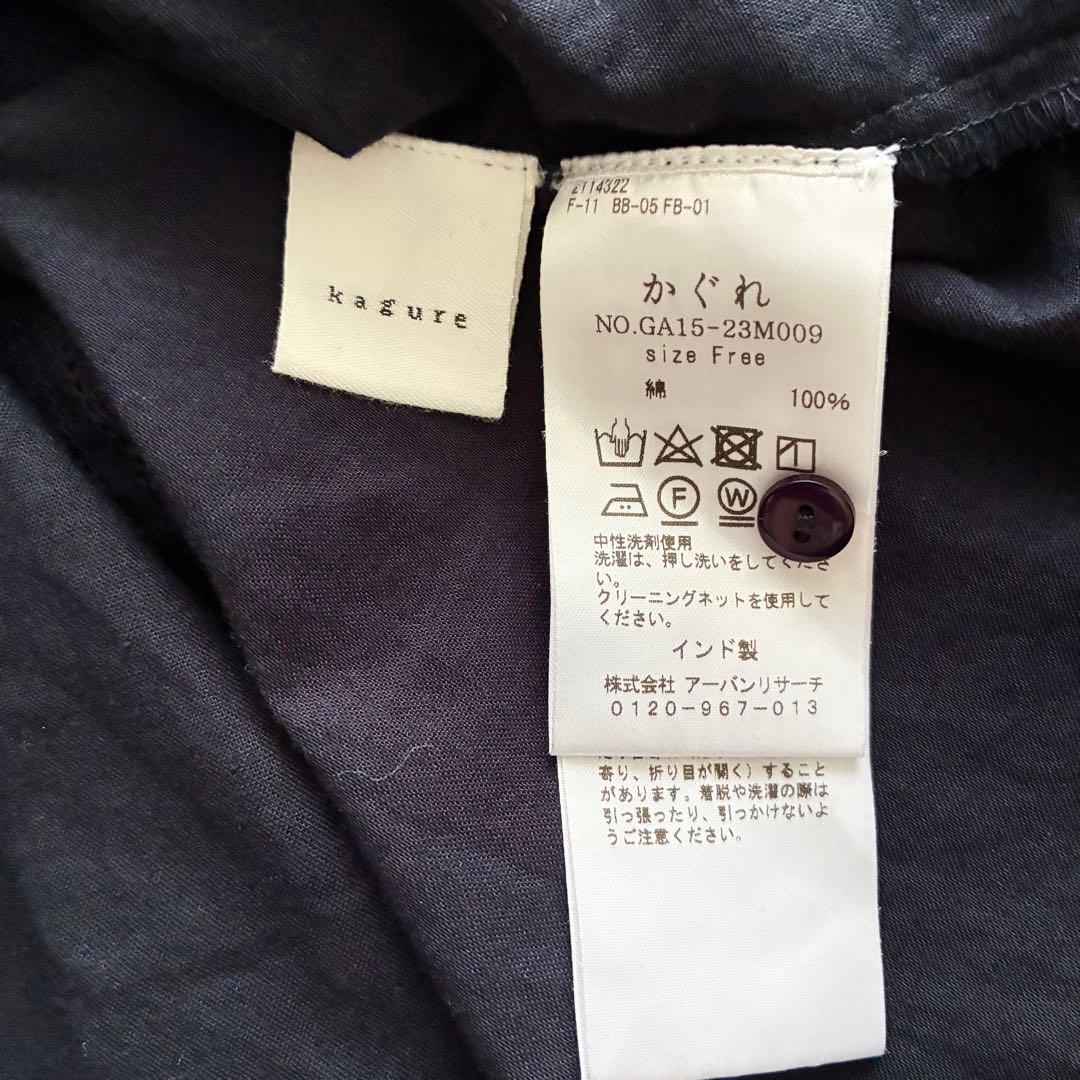 kagure
2114322
F-11 BB-05 FB-01
かぐれ
NO.GA15-23M009
size Free
綿 100%
F W
中性洗剤使用
洗濯は、押し洗いをしてくださ
い。
クリーニングネットを使用して
ください。
インド製
株式会社 アーバンリサーチ
0120-967-013
寄り、折り目が開く)すること
があります。着脱や洗濯の際は
引っ張ったり、引っかけないよ
うご注意ください。